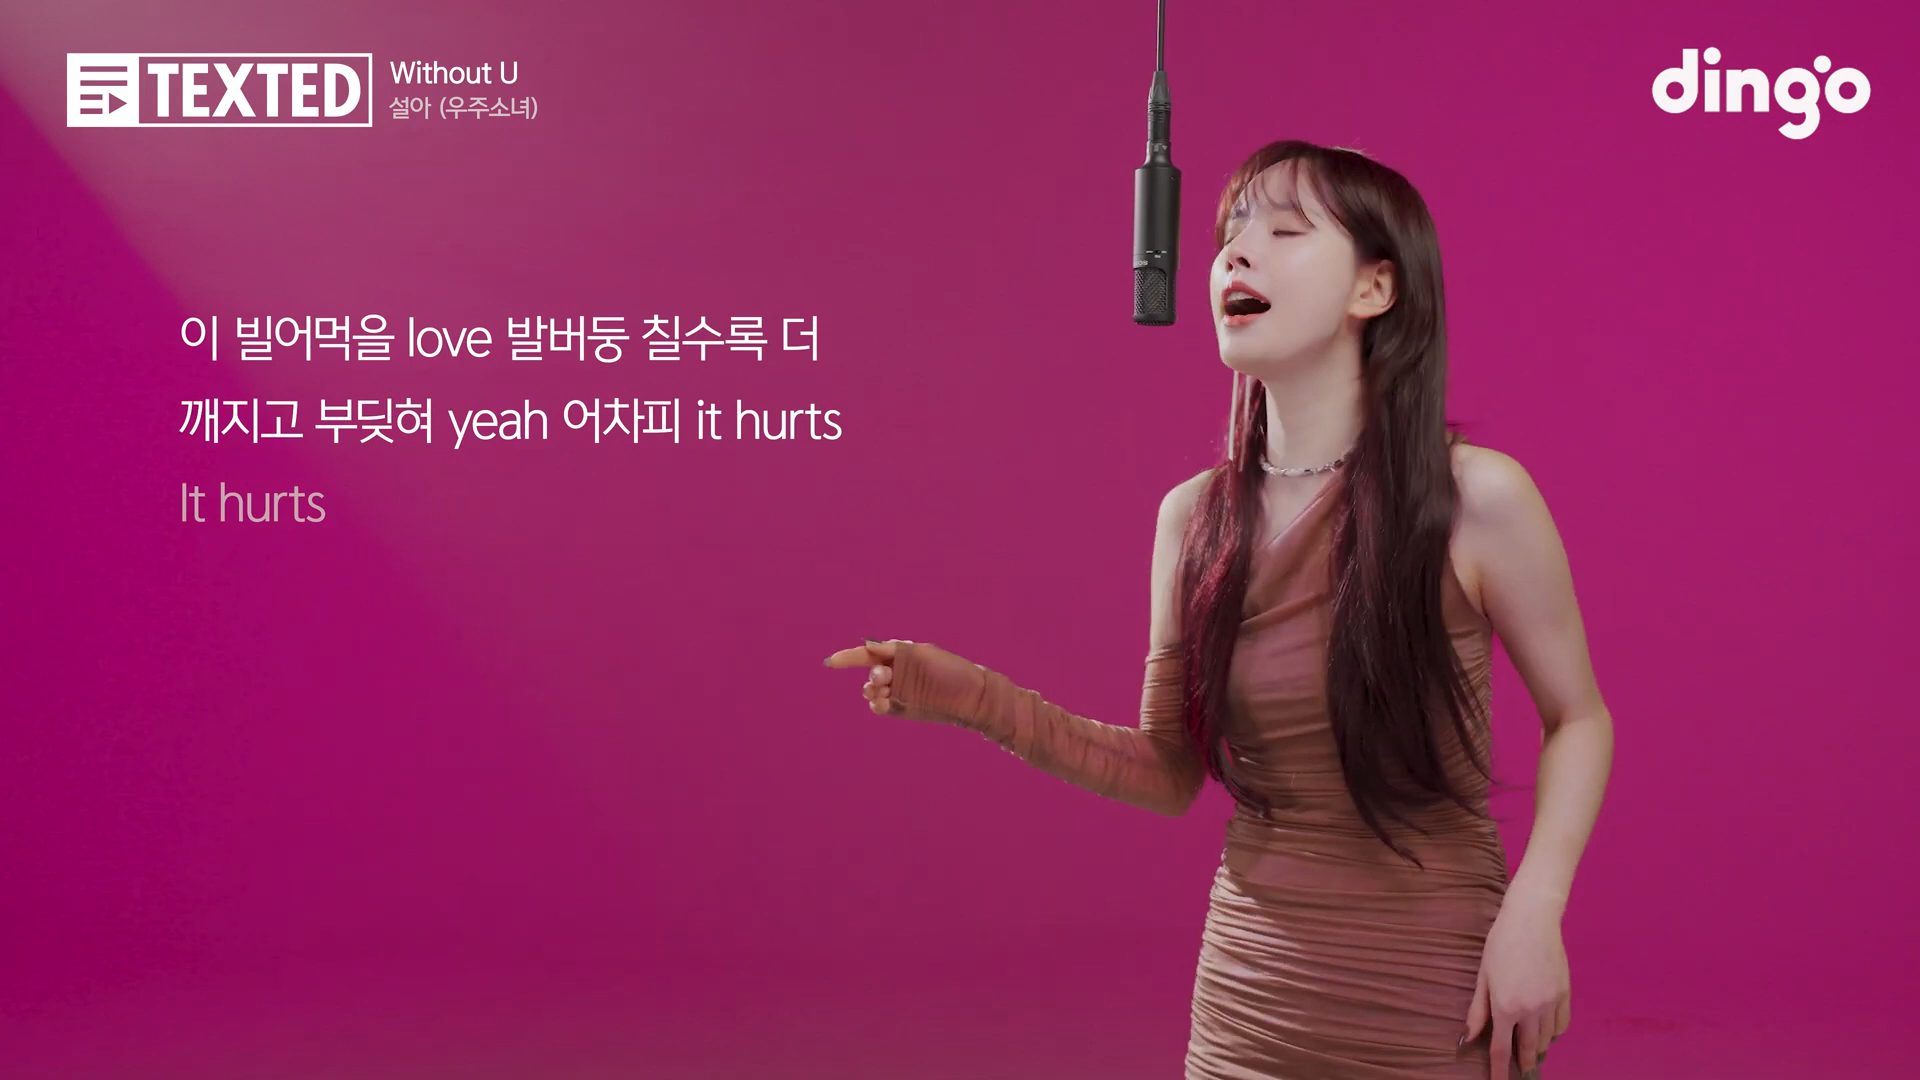 TEXTED
Without U
설아 (우주소녀)
dingo
이 빌어먹을 love 발버둥 칠수록 더
깨지고 부딪혀 yeah 어차피 it hurts
It hurts